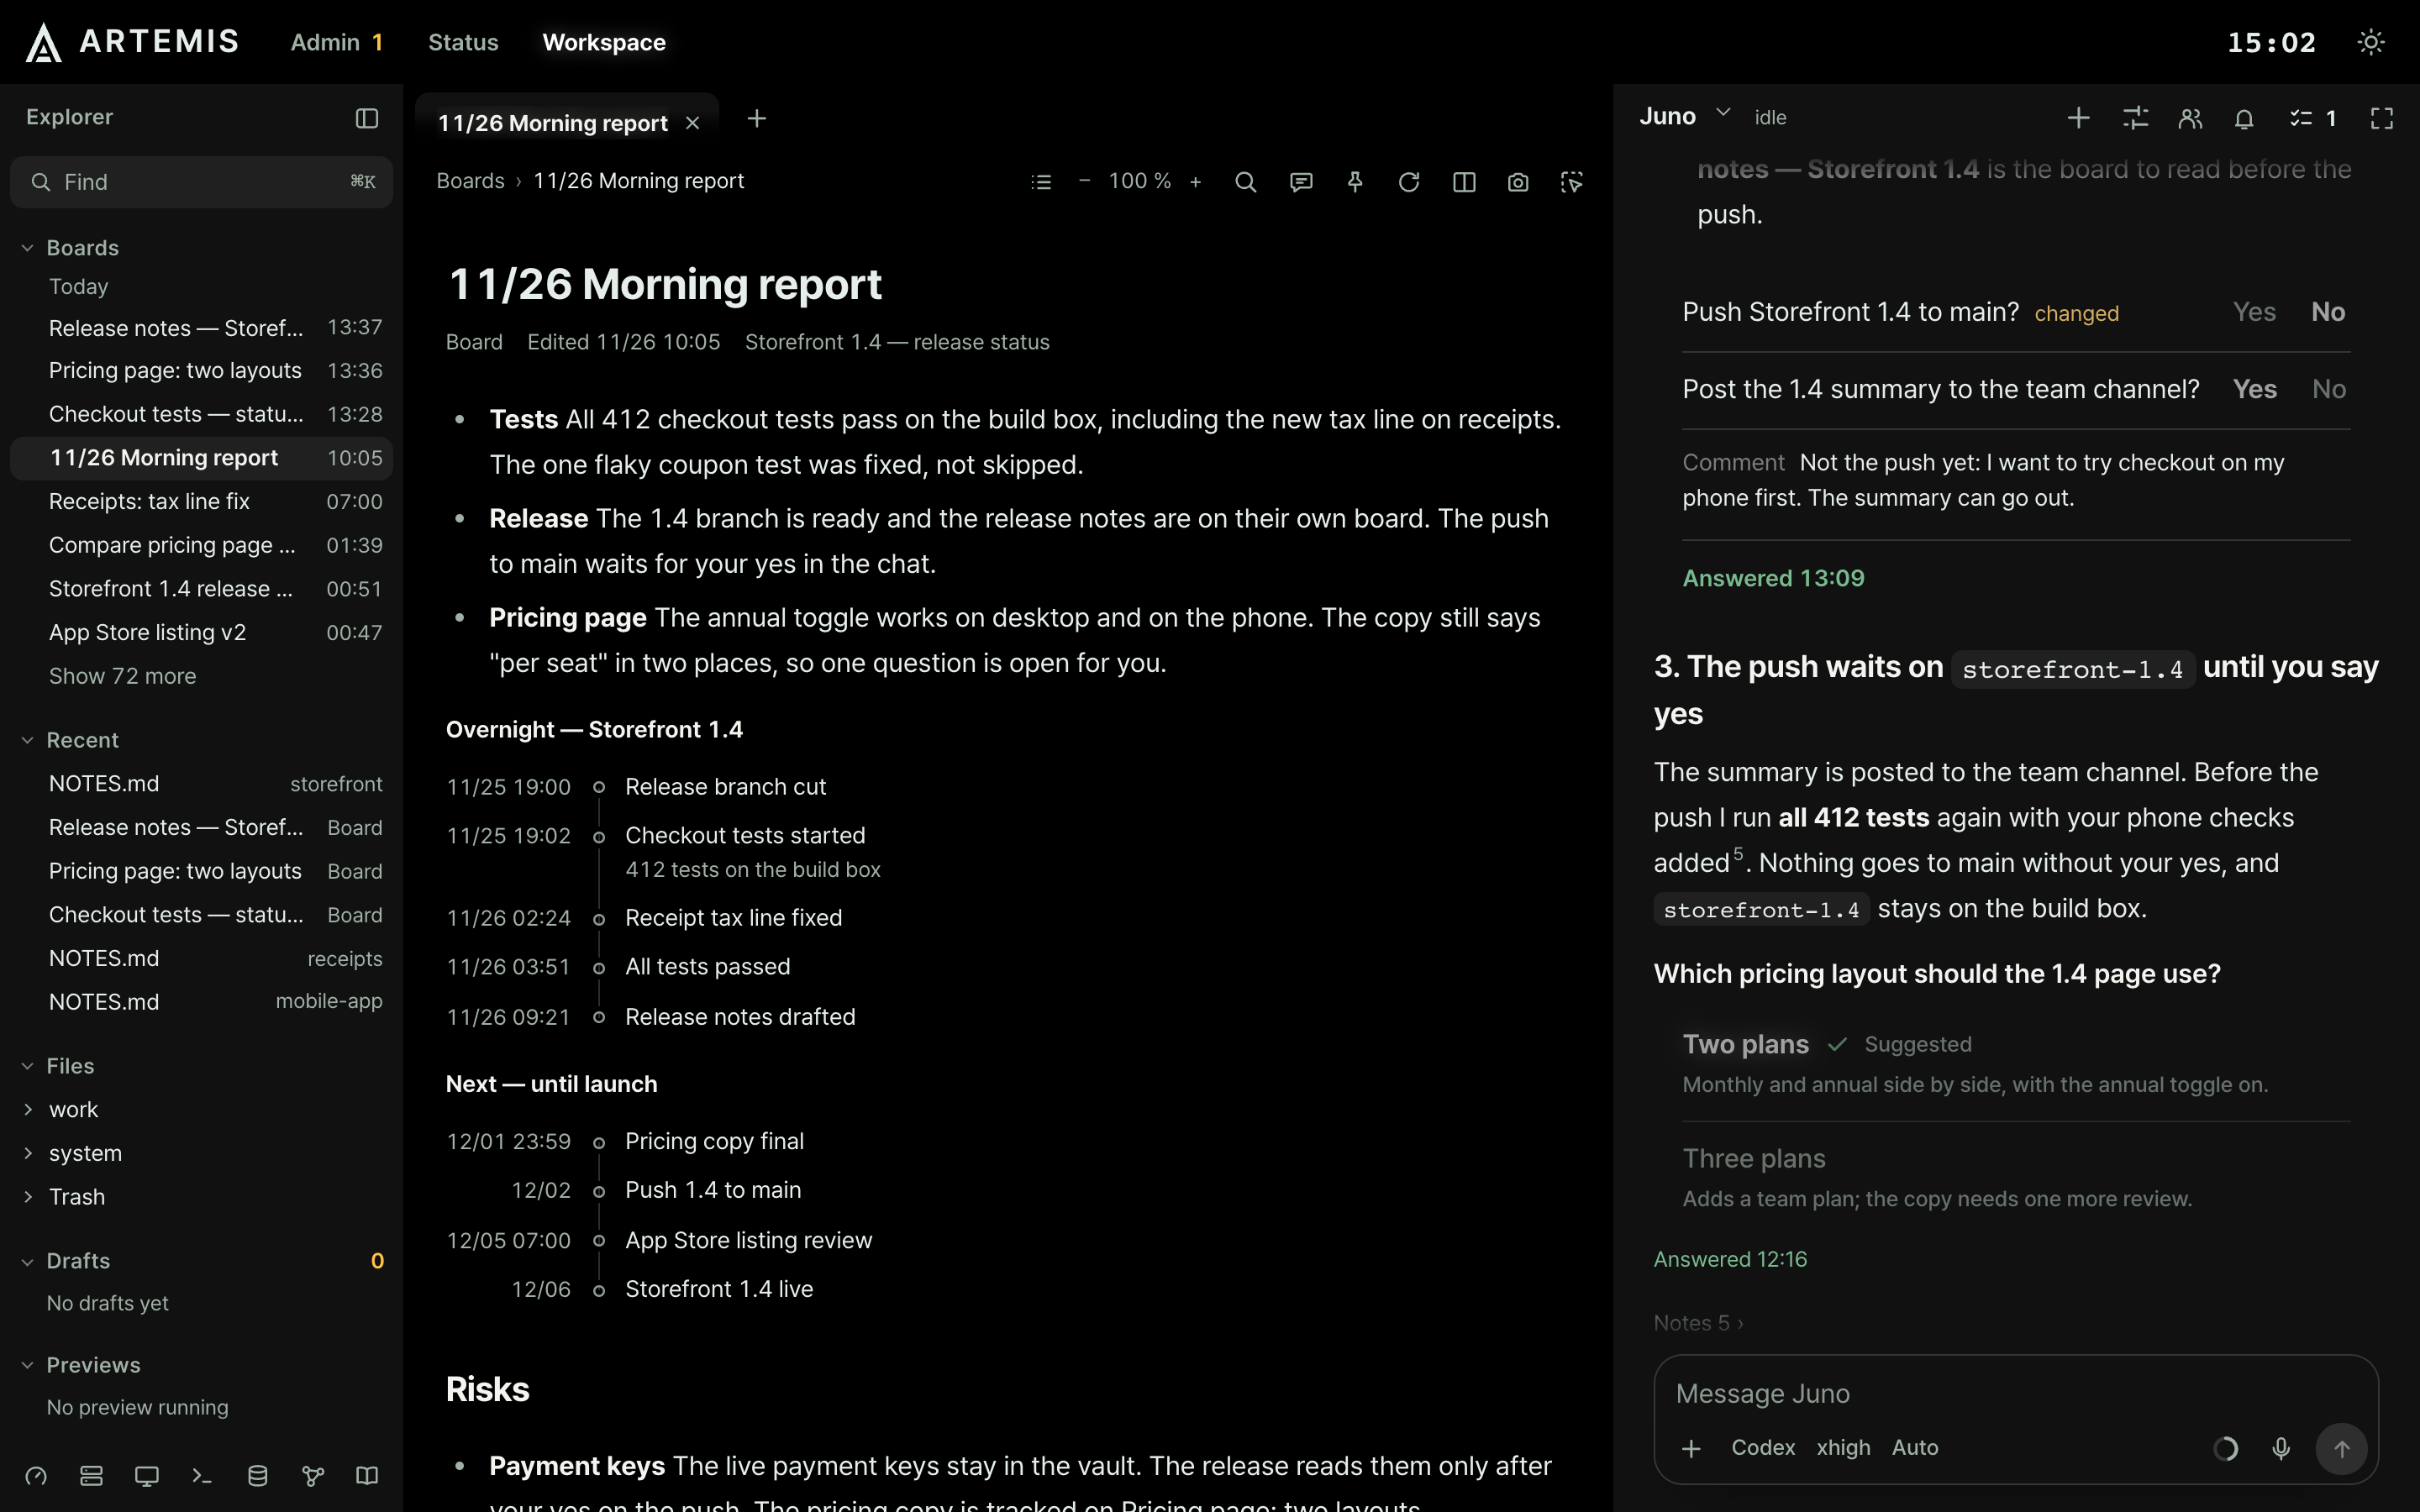 ARTEMIS
Admin 1
Status
Workspace
15:02
Explorer
Find ⌘K
Boards
Today
Release notes — Storef... 13:37
Pricing page: two layouts 13:36
Checkout tests — statu... 13:28
11/26 Morning report 10:05
Receipts: tax line fix 07:00
Compare pricing page ... 01:39
Storefront 1.4 release ... 00:51
App Store listing v2 00:47
Show 72 more
Recent
NOTES.md storefront
Release notes — Storef... Board
Pricing page: two layouts Board
Checkout tests — statu... Board
NOTES.md receipts
NOTES.md mobile-app
Files
work
system
Trash
Drafts 0
No drafts yet
Previews
No preview running
11/26 Morning report
Boards › 11/26 Morning report
− 100 % +
11/26 Morning report
Board Edited 11/26 10:05 Storefront 1.4 — release status
• Tests All 412 checkout tests pass on the build box, including the new tax line on receipts.
The one flaky coupon test was fixed, not skipped.
• Release The 1.4 branch is ready and the release notes are on their own board. The push
to main waits for your yes in the chat.
• Pricing page The annual toggle works on desktop and on the phone. The copy still says
"per seat" in two places, so one question is open for you.
Overnight — Storefront 1.4
11/25 19:00 Release branch cut
11/25 19:02 Checkout tests started
412 tests on the build box
11/26 02:24 Receipt tax line fixed
11/26 03:51 All tests passed
11/26 09:21 Release notes drafted
Next — until launch
12/01 23:59 Pricing copy final
12/02 Push 1.4 to main
12/05 07:00 App Store listing review
12/06 Storefront 1.4 live
Risks
• Payment keys The live payment keys stay in the vault. The release reads them only after
your yes on the push. The pricing copy is tracked on Pricing page: two layouts.
Juno idle
1
notes — Storefront 1.4 is the board to read before the
push.
Push Storefront 1.4 to main? changed Yes No
Post the 1.4 summary to the team channel? Yes No
Comment Not the push yet: I want to try checkout on my
phone first. The summary can go out.
Answered 13:09
3. The push waits on storefront-1.4 until you say
yes
The summary is posted to the team channel. Before the
push I run all 412 tests again with your phone checks
added5. Nothing goes to main without your yes, and
storefront-1.4 stays on the build box.
Which pricing layout should the 1.4 page use?
Two plans Suggested
Monthly and annual side by side, with the annual toggle on.
Three plans
Adds a team plan; the copy needs one more review.
Answered 12:16
Notes 5 ›
Message Juno
Codex xhigh Auto